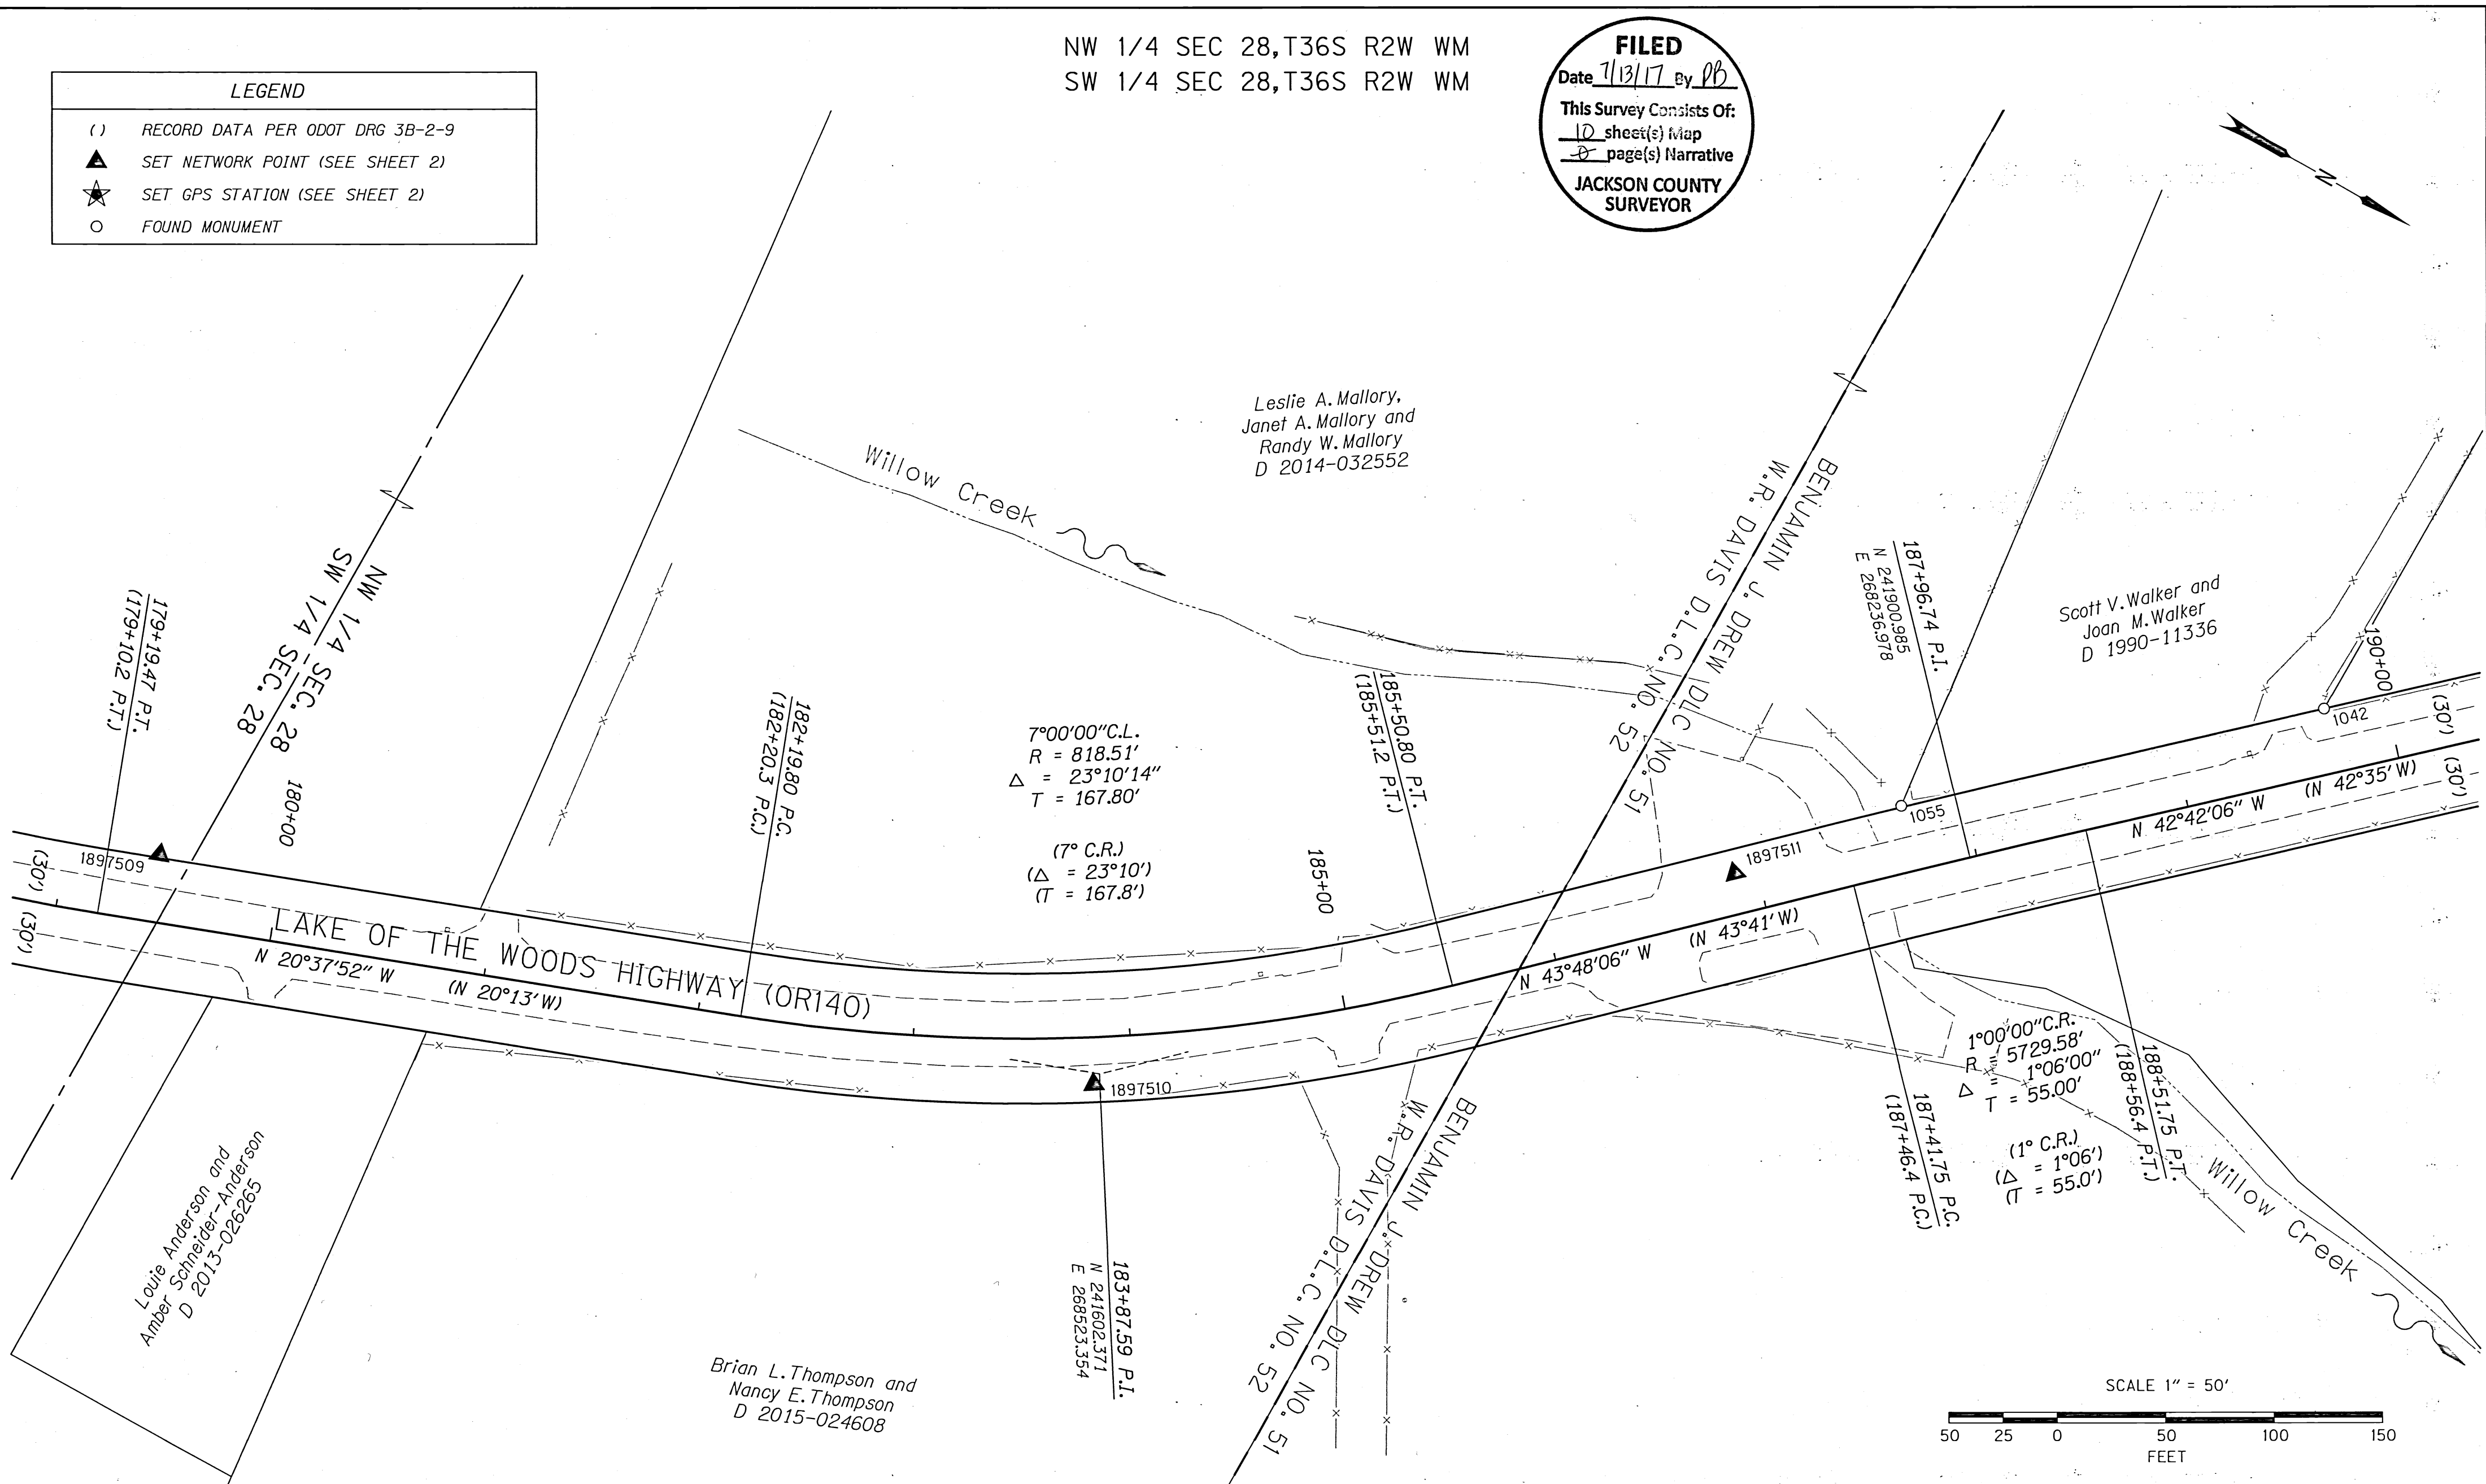 NW 1/4 SEC 28,T36S R2W WM
SW 1/4 SEC 28,T36S R2W WM
FILED
Date 7/13/17 By PB
This Survey Consists Of:
10 sheet(s) Map
0 page(s) Narrative
JACKSON COUNTY
SURVEYOR
N
LEGEND
( ) RECORD DATA PER ODOT DRG 3B-2-9
SET NETWORK POINT (SEE SHEET 2)
SET GPS STATION (SEE SHEET 2)
FOUND MONUMENT
Leslie A. Mallory,
Janet A. Mallory and
Randy W. Mallory
D 2014-032552
Willow Creek
BENJAMIN J. DREW DLC NO. 51
W.R. DAVIS D.L.C. NO. 52
187+96.74 P.I.
N 241900.985
E 268236.978
Scott V. Walker and
Joan M. Walker
D 1990-11336
190+00
1042
(30')
(30')
179+19.47 P.T.
(179+10.2 P.T.)
NW 1/4 SEC. 28
SW 1/4 SEC. 28
180+00
182+19.80 P.C.
(182+20.3 P.C.)
7°00'00"C.L.
R = 818.51'
Δ = 23°10'14"
T = 167.80'
(7° C.R.)
(Δ = 23°10')
(T = 167.8')
185+00
185+50.80 P.T.
(185+51.2 P.T.)
1055
1897511
1897509
(30')
(30')
LAKE OF THE WOODS HIGHWAY (OR140)
N 20°37'52" W
(N 20°13' W)
N 43°48'06" W
(N 43°41' W)
N 42°42'06" W
(N 42°35' W)
1897510
183+87.59 P.I.
N 241602.371
E 268523.354
BENJAMIN J. DREW DLC NO. 51
W.R. DAVIS D.L.C. NO. 52
187+41.75 P.C.
(187+46.4 P.C.)
1°00'00"C.R.
R = 5729.58'
Δ = 1°06'00"
T = 55.00'
(1° C.R.)
(Δ = 1°06')
(T = 55.0')
188+51.75 P.T.
(188+56.4 P.T.)
Willow Creek
Louie Anderson and
Amber Schneider-Anderson
D 2013-026265
Brian L. Thompson and
Nancy E. Thompson
D 2015-024608
SCALE 1" = 50'
50 25 0 50 100 150
FEET